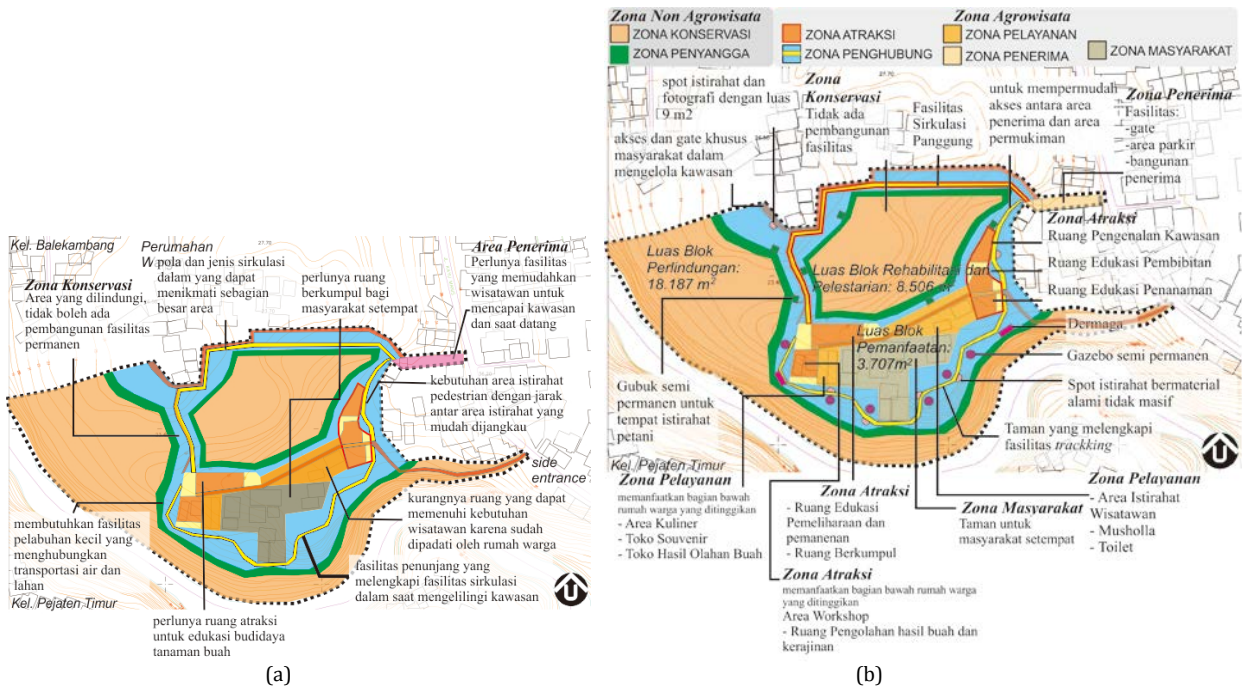 Kel. Balekambang
Perumahan
pola dan jenis sirkulasi
dalam yang dapat
menikmati sebagian
besar area
Zona Konservasi
Area yang dilindungi,
tidak boleh ada
pembangunan fasilitas
permanen
perlunya ruang
berkumpul bagi
masyarakat setempat
Area Penerima
Perlunya fasilitas
yang memudahkan
wisatawan untuk
mencapai kawasan
dan saat datang
kebutuhan area istirahat
pedestrian dengan jarak
antar area istirahat yang
mudah dijangkau
side
entrance
kurangnya ruang yang dapat
memenuhi kebutuhan
wisatawan karena sudah
dipadati oleh rumah warga
membutuhkan fasilitas
pelabuhan kecil yang
menghubungkan
transportasi air dan
lahan
Kel. Pejaten Timur
fasilitas penunjang yang
melengkapi fasilitas sirkulasi
dalam saat mengelilingi kawasan
perlunya ruang atraksi
untuk edukasi budidaya
tanaman buah
(a)
Zona Non Agrowisata
ZONA KONSERVASI
ZONA PENYANGGA
Zona Agrowisata
ZONA ATRAKSI
ZONA PENGHUBUNG
ZONA PELAYANAN
ZONA PENERIMA
ZONA MASYARAKAT
spot istirahat dan
fotografi dengan luas
9 m2
akses dan gate khusus
masyarakat dalam
mengelola kawasan
Zona
Konservasi
Tidak ada
pembangunan
fasilitas
Fasilitas
Sirkulasi
Panggung
27.70
untuk mempermudah
akses antara area
penerima dan area
permukiman
Zona Penerima
Fasilitas:
-gate
-area parkir
-bangunan
penerima
Zona Atraksi
Ruang Pengenalan Kawasan
Ruang Edukasi Pembibitan
Ruang Edukasi Penanaman
Luas Blok
Perlindungan:
18.187 m²
Luas Blok Rehabilitasi dan
Pelestarian: 8.506 m²
Luas Blok
Pemanfaatan:
3.707m²
Dermaga
Gazebo semi permanen
Spot istirahat bermaterial
alami tidak masif
Taman yang melengkapi
fasilitas trackking
Gubuk semi
permanen untuk
tempat istirahat
petani
Kel. Pejaten Timur
Zona Pelayanan
memanfaatkan bagian bawah
rumah warga yang ditinggikan
- Area Kuliner
- Toko Souvenir
- Toko Hasil Olahan Buah
Zona Atraksi
- Ruang Edukasi
Pemeliharaan dan
pemanenan
- Ruang Berkumpul
Zona Masyarakat
Taman untuk
masyarakat setempat
Zona Pelayanan
- Area Istirahat
Wisatawan
- Musholla
- Toilet
Zona Atraksi
memanfaatkan bagian bawah rumah warga
yang ditinggikan
Area Workshop
- Ruang Pengolahan hasil buah dan
kerajinan
(b)